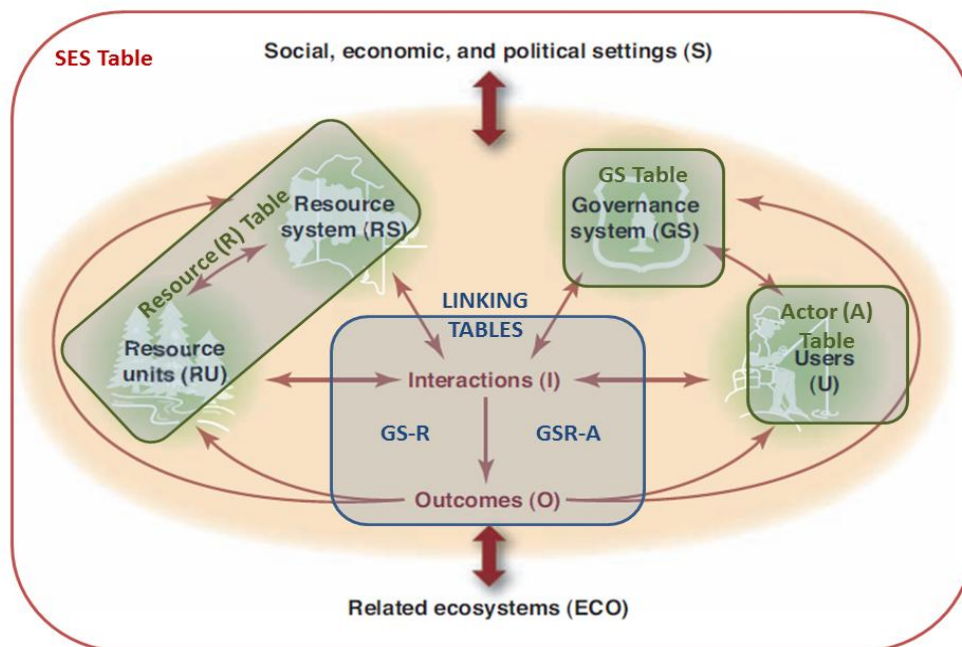 SES Table
Social, economic, and political settings (S)
Resource (R) Table
Resource
system (RS)
GS Table
Governance
system (GS)
Resource
units (RU)
LINKING
TABLES
Actor (A)
Table
Users
(U)
Interactions (I)
GS-R
GSR-A
Outcomes (O)
Related ecosystems (ECO)